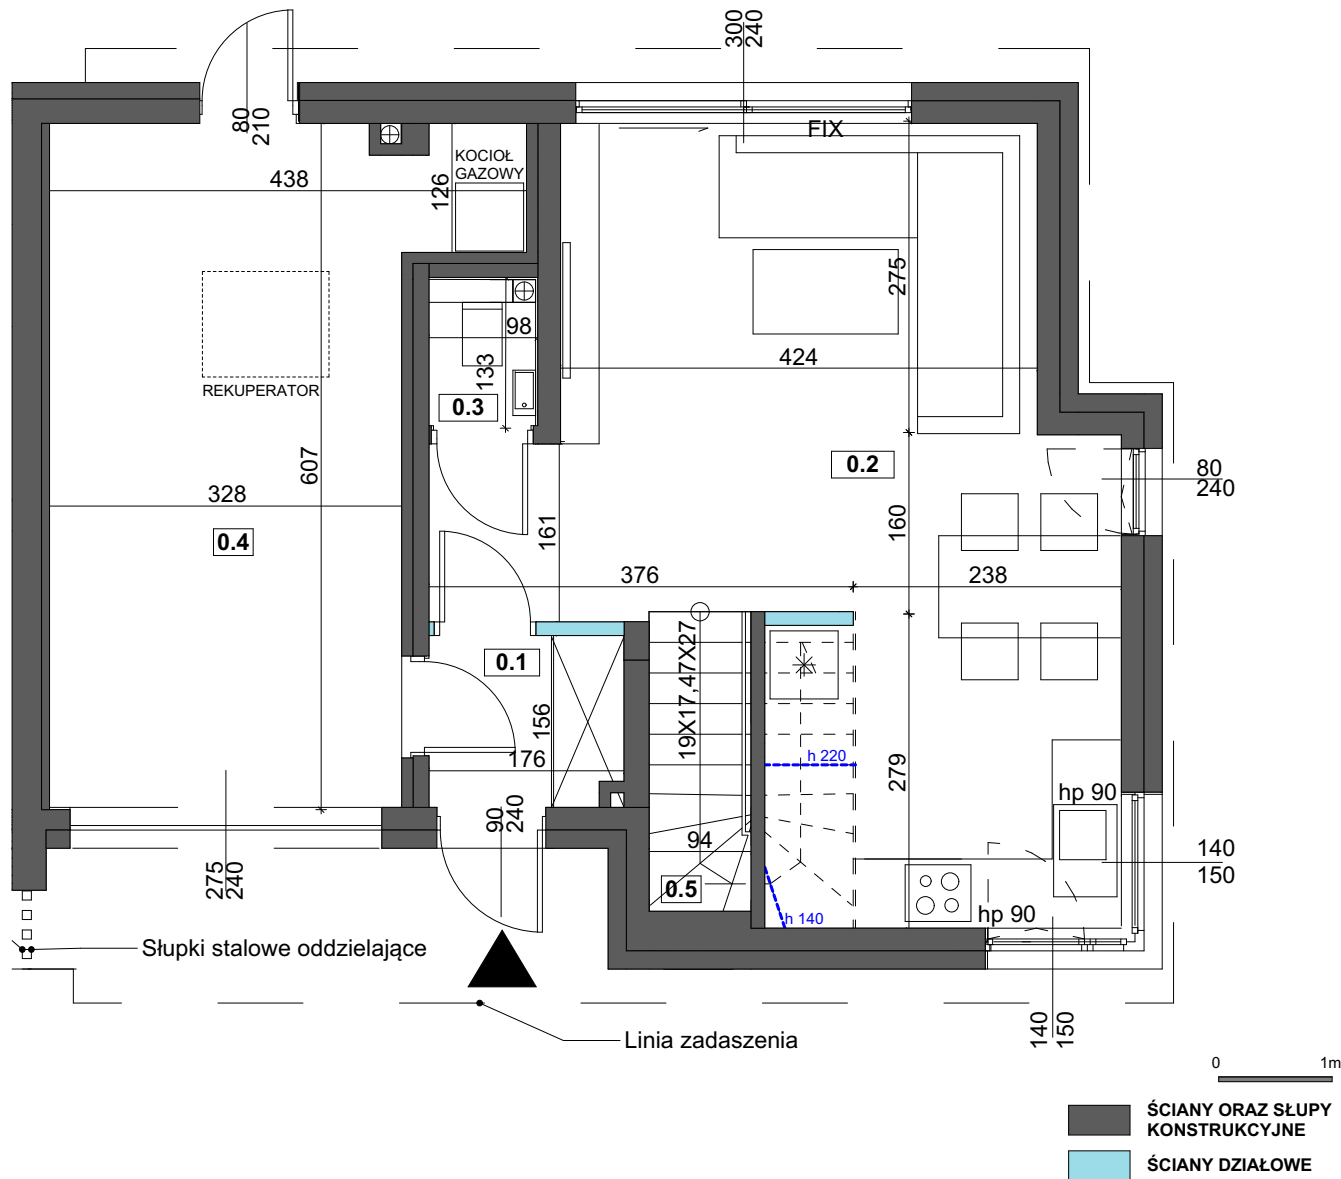 300
240
80
210
FIX
KOCIOŁ
GAZOWY
438
126
275
98
424
REKUPERATOR
133
0.3
0.2
607
80
240
328
161
160
0.4
376
238
19X17,47X27
0.1
156
h 220
176
279
hp 90
90
240
94
140
150
275
240
0.5
h 140
hp 90
Słupki stalowe oddzielające
140
150
Linia zadaszenia
0 1m
ŚCIANY ORAZ SŁUPY
KONSTRUKCYJNE
ŚCIANY DZIAŁOWE